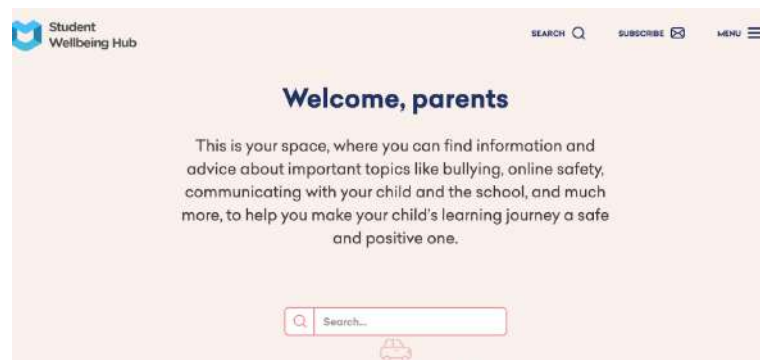 Student
Wellbeing Hub
SEARCH
SUBSCRIBE
MENU
Welcome, parents
This is your space, where you can find information and
advice about important topics like bullying, online safety,
communicating with your child and the school, and much
more, to help you make your child's learning journey a safe
and positive one.
Search...